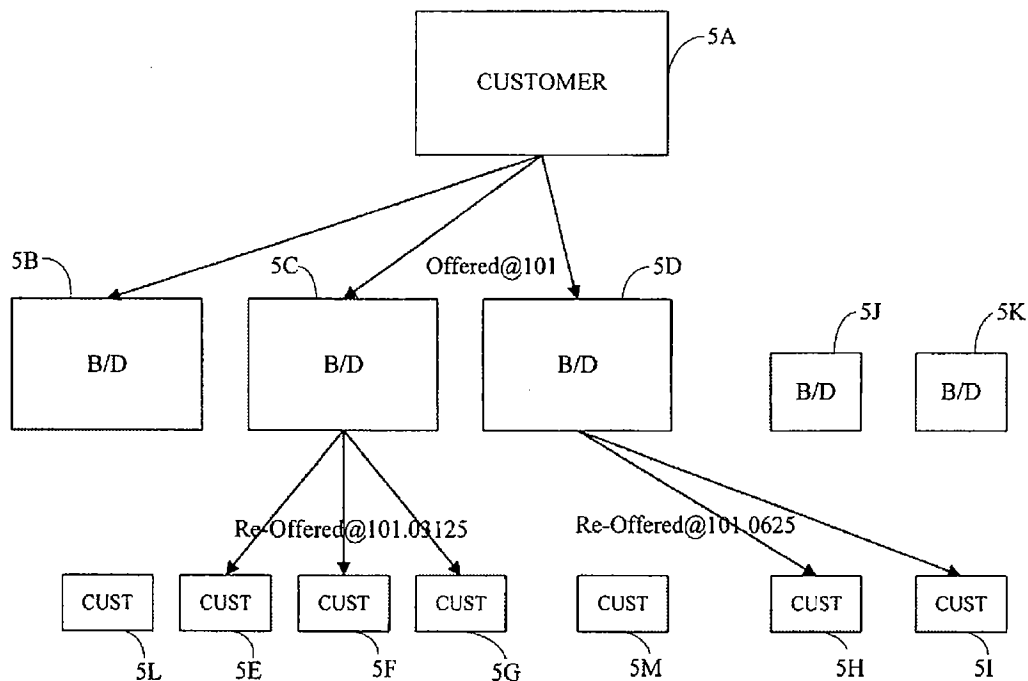 5A
CUSTOMER
5B
5C
Offered@101
5D
5J
5K
B/D
B/D
B/D
B/D
B/D
Re-Offered@101.03125
Re-Offered@101.0625
CUST
CUST
CUST
CUST
CUST
CUST
CUST
5L
5E
5F
5G
5M
5H
5I